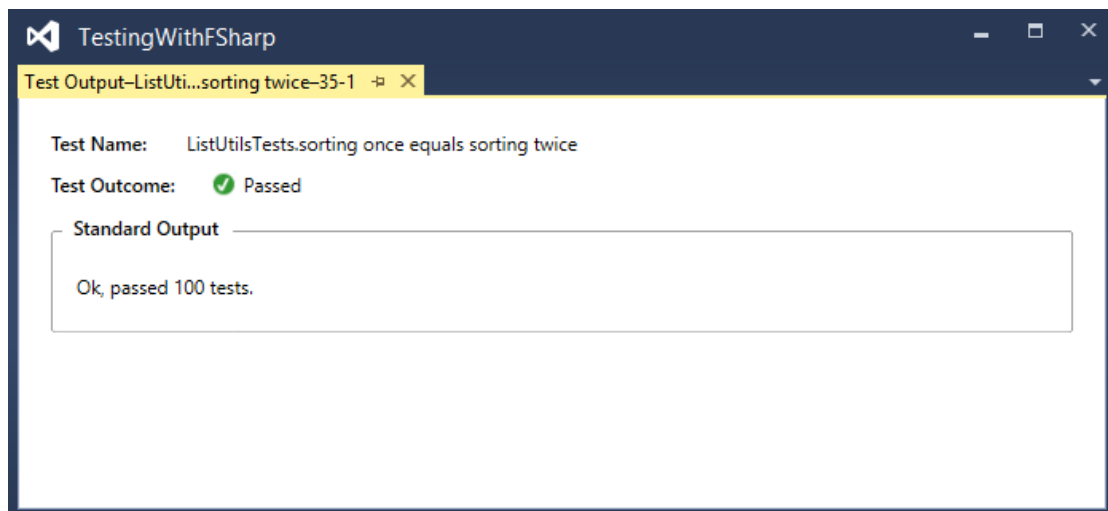 TestingWithFSharp
Test Output–ListUti...sorting twice–35-1
Test Name: ListUtilsTests.sorting once equals sorting twice
Test Outcome: Passed
Standard Output
Ok, passed 100 tests.